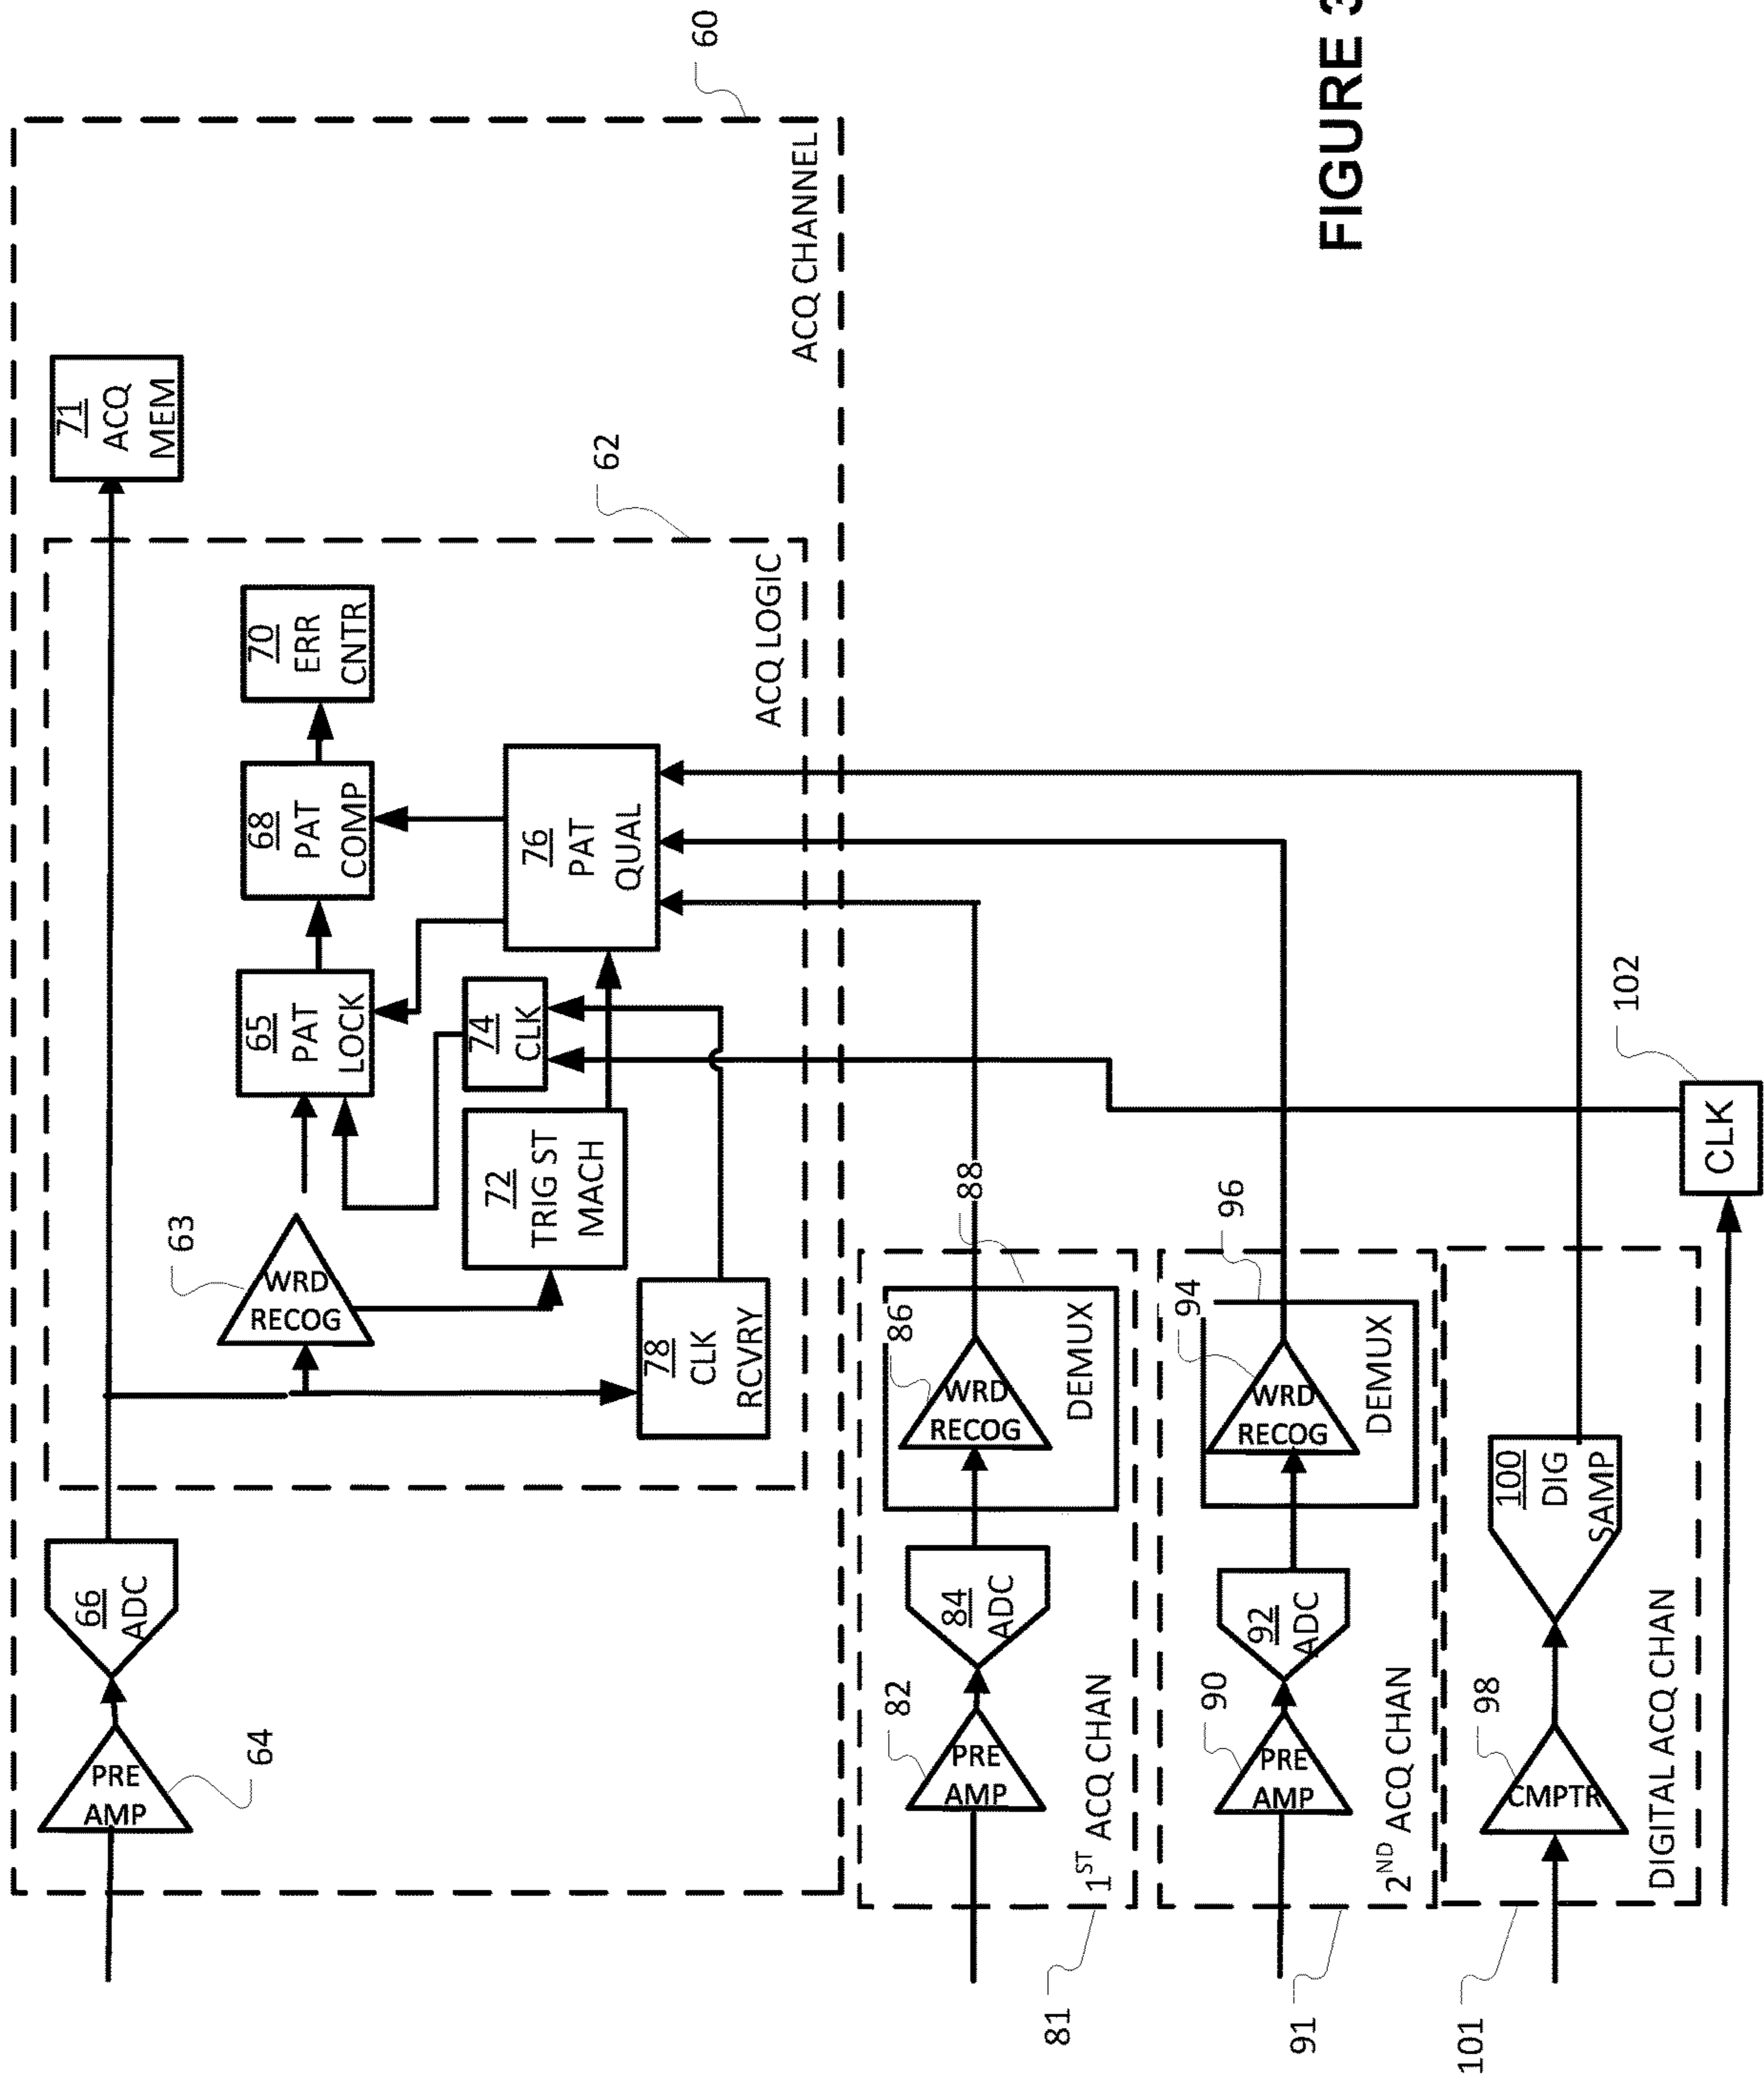 60
ACQ CHANNEL
71
ACQ
MEM
62
ACQ LOGIC
70
ERR
CNTR
68
PAT
COMP
76
PAT
QUAL
65
PAT
LOCK
74
CLK
72
TRIG ST
MACH
63
WRD
RECOG
78
CLK
RCVRY
66
ADC
PRE
AMP
64
88
86
WRD
RECOG
DEMUX
84
ADC
82
PRE
AMP
1ST ACQ CHAN
81
96
94
WRD
RECOG
DEMUX
92
ADC
90
PRE
AMP
2ND ACQ CHAN
91
100
DIG
SAMP
98
CMPTR
DIGITAL ACQ CHAN
101
102
CLK
FIGURE 3